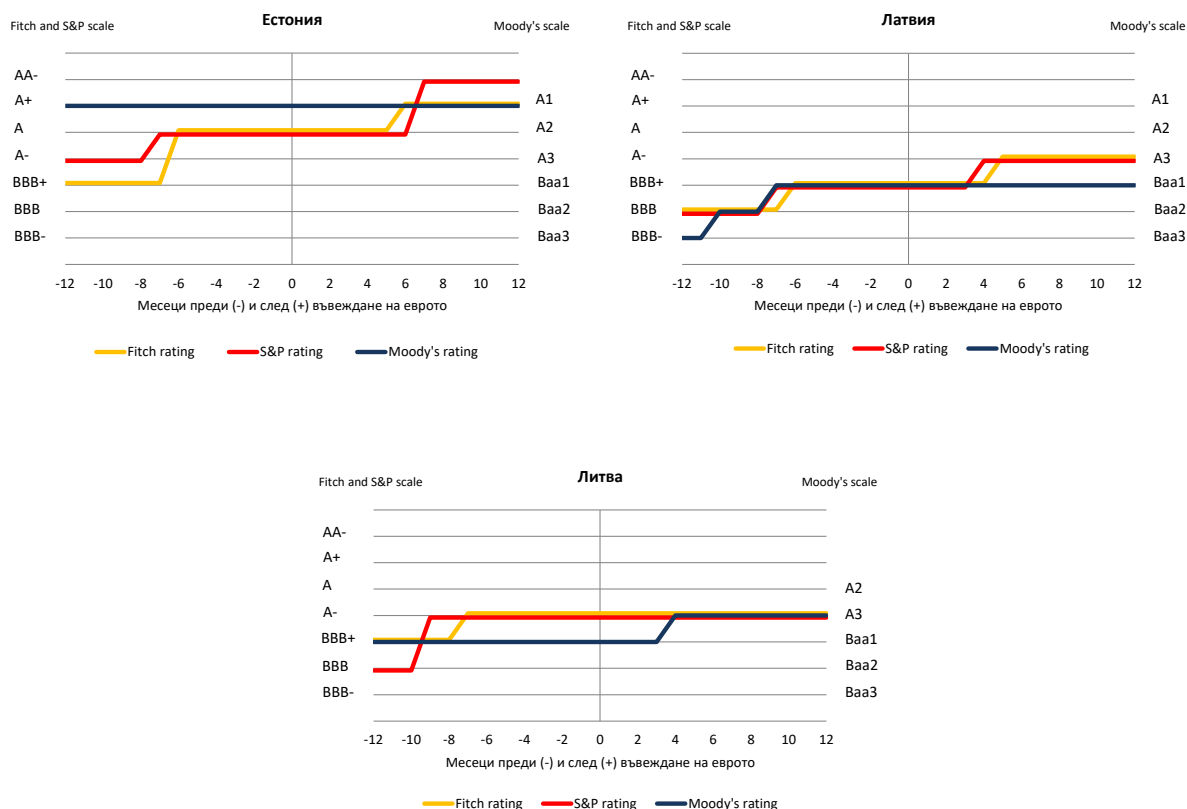 Fitch and S&P scale Естония Moody's scale
AA-
A+ A1
A A2
A- A3
BBB+ Baa1
BBB Baa2
BBB- Baa3
-12 -10 -8 -6 -4 -2 0 2 4 6 8 10 12
Месеци преди (-) и след (+) въвеждане на еврото
Fitch rating S&P rating Moody's rating
Fitch and S&P scale Латвия Moody's scale
AA-
A+ A1
A A2
A- A3
BBB+ Baa1
BBB Baa2
BBB- Baa3
-12 -10 -8 -6 -4 -2 0 2 4 6 8 10 12
Месеци преди (-) и след (+) въвеждане на еврото
Fitch rating S&P rating Moody's rating
Fitch and S&P scale Литва Moody's scale
AA-
A+
A A2
A- A3
BBB+ Baa1
BBB Baa2
BBB- Baa3
-12 -10 -8 -6 -4 -2 0 2 4 6 8 10 12
Месеци преди (-) и след (+) въвеждане на еврото
Fitch rating S&P rating Moody's rating